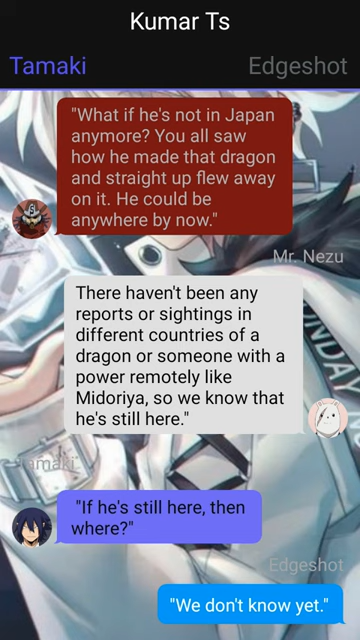 Kumar Ts
Tamaki
Edgeshot
"What if he's not in Japan
anymore? You all saw
how he made that dragon
and straight up flew away
on it. He could be
anywhere by now."
Mr. Nezu
There haven't been any
reports or sightings in
different countries of a
dragon or someone with a
power remotely like
Midoriya, so we know that
he's still here."
Tamaki
"If he's still here, then
where?"
Edgeshot
"We don't know yet."